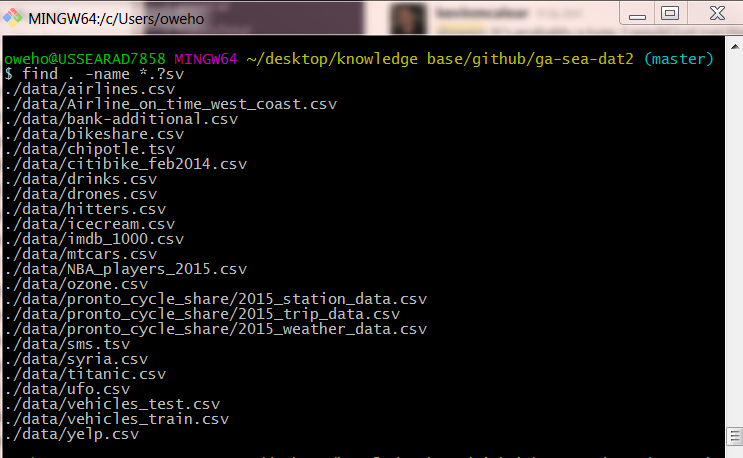 MINGW64:/c/Users/oweho
oweho@USSEARAD7858 MINGW64 ~/desktop/knowledge base/github/ga-sea-dat2 (master)
$ find . -name *.?sv
./data/airlines.csv
./data/Airline_on_time_west_coast.csv
./data/bank-additional.csv
./data/bikeshare.csv
./data/chipotle.tsv
./data/citibike_feb2014.csv
./data/drinks.csv
./data/drones.csv
./data/hitters.csv
./data/icecream.csv
./data/imdb_1000.csv
./data/mtcars.csv
./data/NBA_players_2015.csv
./data/ozone.csv
./data/pronto_cycle_share/2015_station_data.csv
./data/pronto_cycle_share/2015_trip_data.csv
./data/pronto_cycle_share/2015_weather_data.csv
./data/sms.tsv
./data/syria.csv
./data/titanic.csv
./data/ufo.csv
./data/vehicles_test.csv
./data/vehicles_train.csv
./data/yelp.csv